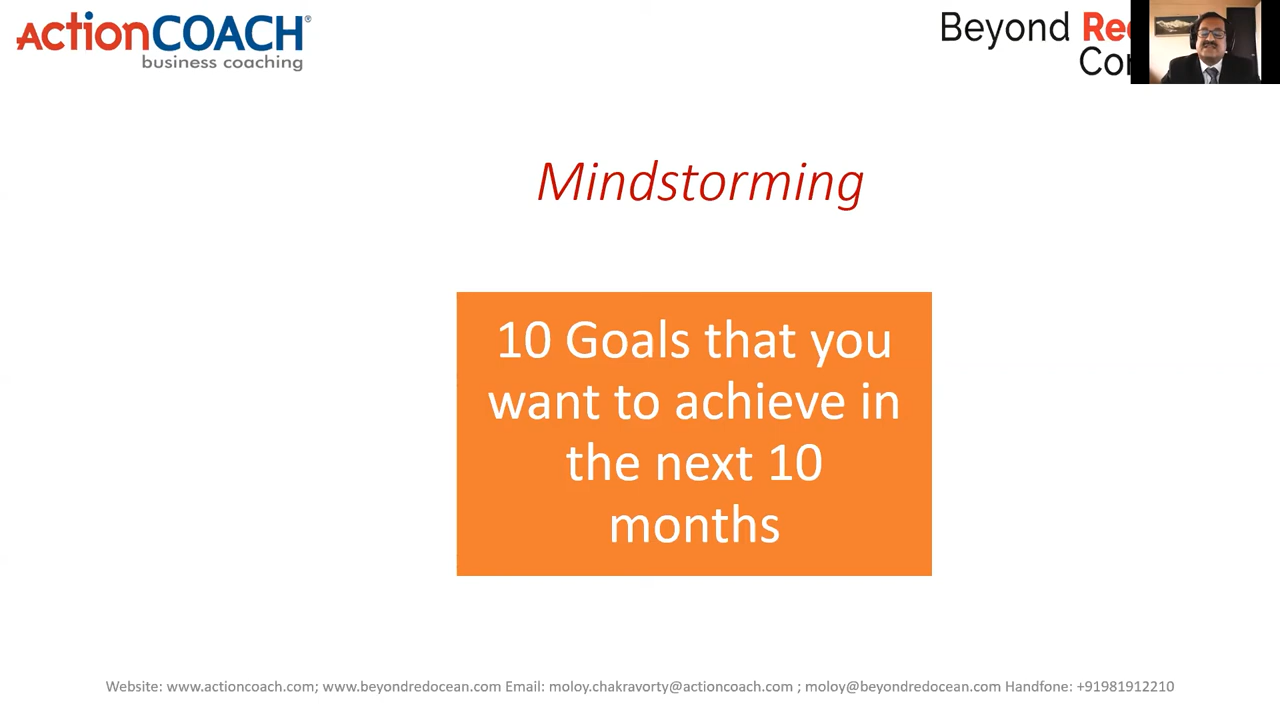 ActionCOACH®
business coaching
Beyond
Mindstorming
10 Goals that you
want to achieve in
the next 10
months
Website: www.actioncoach.com; www.beyondredocean.com Email: moloy.chakravorty@actioncoach.com ; moloy@beyondredocean.com Handfone: +91981912210